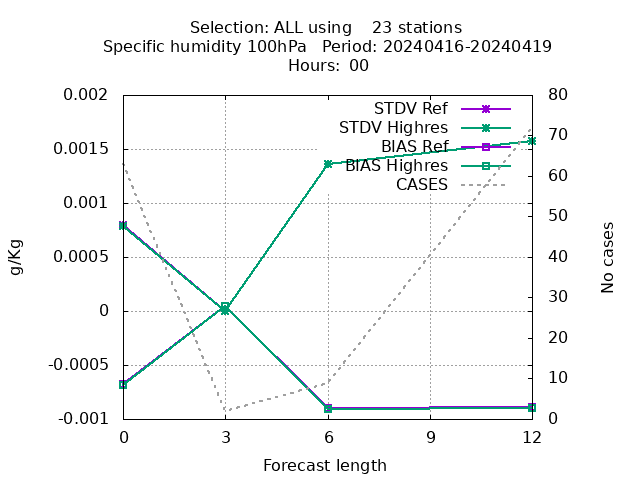 Selection: ALL using    23 stations
Specific humidity 100hPa   Period: 20240416-20240419
Hours: 00
0.002
0.0015
0.001
0.0005
0
-0.0005
-0.001
80
70
60
50
40
30
20
10
0
STDV Ref
STDV Highres
BIAS Ref
BIAS Highres
CASES
g/Kg
No cases
0 3 6 9 12
Forecast length